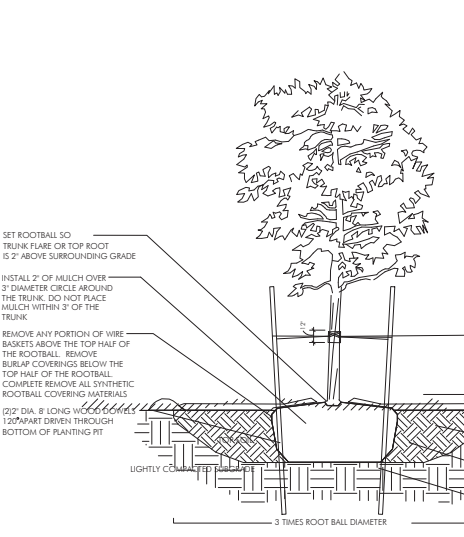 SET ROOTBALL SO
TRUNK FLARE OR TOP ROOT
IS 2" ABOVE SURROUNDING GRADE
INSTALL 2" OF MULCH OVER
3" DIAMETER CIRCLE AROUND
THE TRUNK. DO NOT PLACE
MULCH WITHIN 3" OF THE
TRUNK
REMOVE ANY PORTION OF WIRE
BASKETS ABOVE THE TOP HALF OF
THE ROOTBALL. REMOVE
BURLAP COVERINGS BELOW THE
TOP HALF OF THE ROOTBALL.
COMPLETE REMOVE ALL SYNTHETIC
ROOTBALL COVERING MATERIALS
(2)2" DIA. 8' LONG WOOD DOWELS
120° APART DRIVEN THROUGH
BOTTOM OF PLANTING PIT
TOPSOIL
LIGHTLY COMPACTED SUBGRADE
3 TIMES ROOT BALL DIAMETER